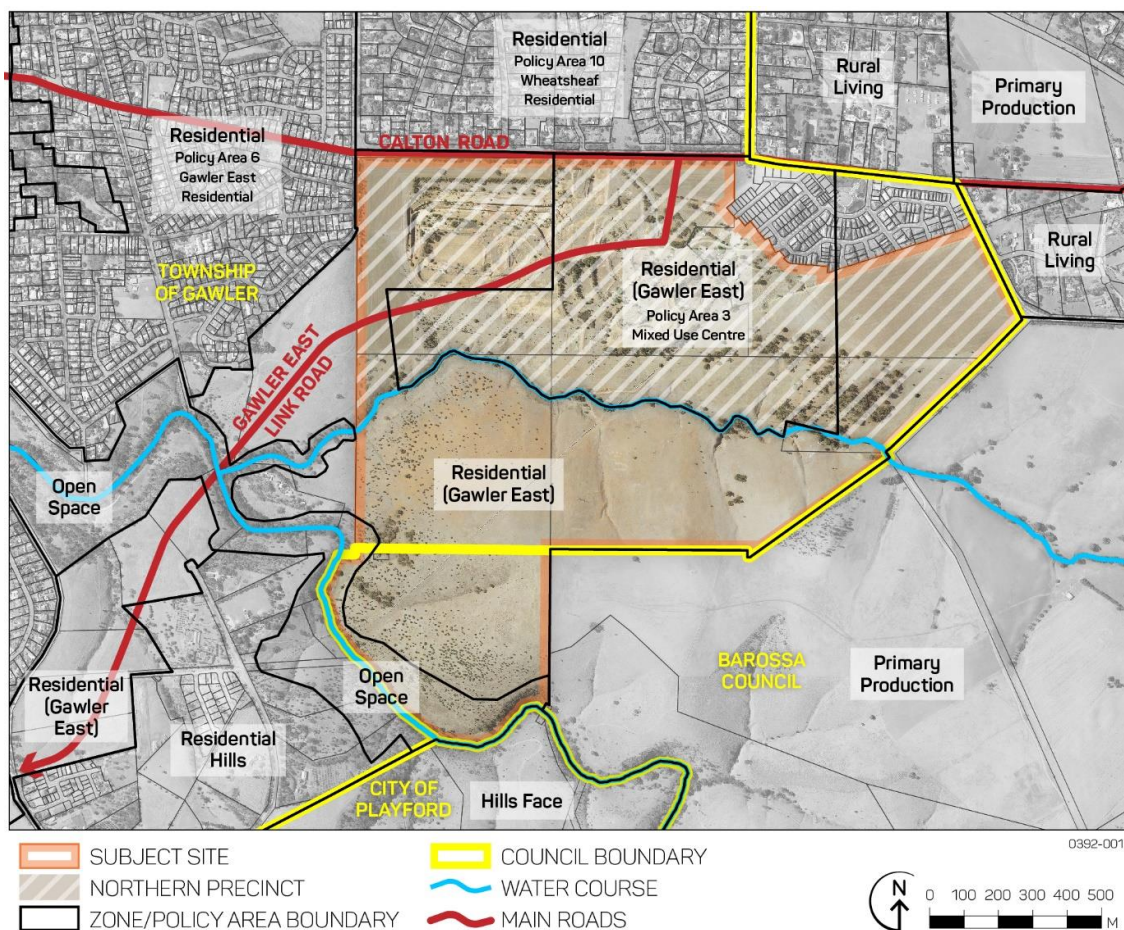 Residential
Policy Area 10
Wheatsheaf
Residential
Rural
Living
Primary
Production
Residential
Policy Area 6
Gawler East
Residential
CALTON ROAD
Rural
Living
TOWNSHIP
OF GAWLER
Residential
(Gawler East)
Policy Area 3
Mixed Use Centre
GAWLER EAST
LINK ROAD
Open
Space
Residential
(Gawler East)
BAROSSA
COUNCIL
Primary
Production
Residential
(Gawler
East)
Open
Space
Residential
Hills
CITY OF
PLAYFORD
Hills Face
0392-001
SUBJECT SITE
NORTHERN PRECINCT
ZONE/POLICY AREA BOUNDARY
COUNCIL BOUNDARY
WATER COURSE
MAIN ROADS
N
0 100 200 300 400 500
M